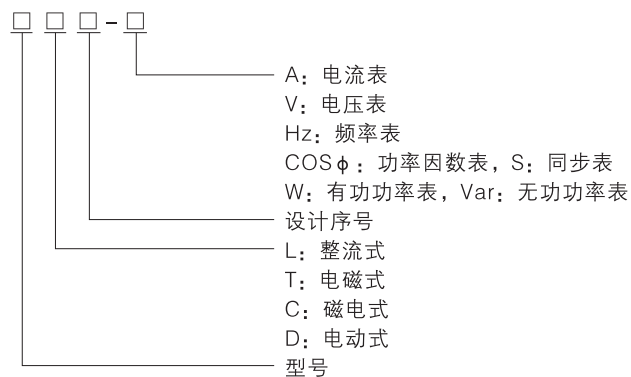 □□□-□
A：电流表
V：电压表
Hz：频率表
COSϕ：功率因数表，S：同步表
W：有功功率表，Var：无功功率表
设计序号
L：整流式
T：电磁式
C：磁电式
D：电动式
型号